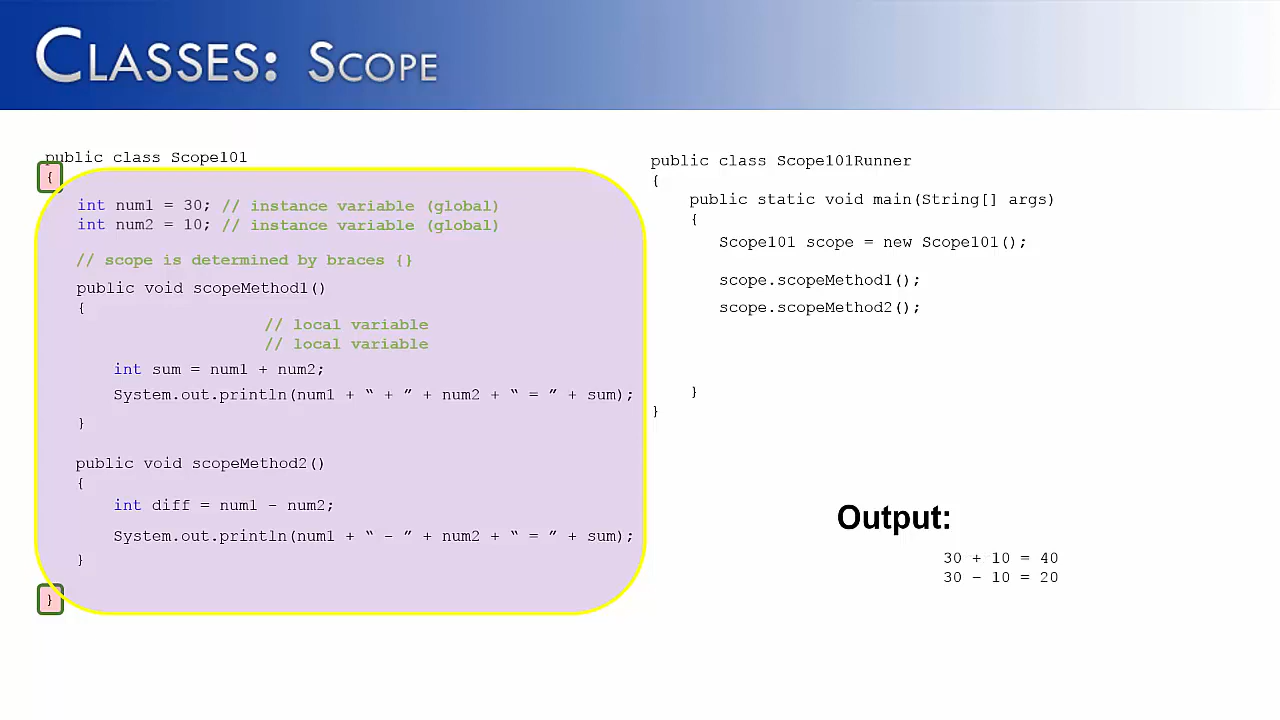 CLASSES: SCOPE
public class Scope101
{
int num1 = 30; // instance variable (global)
int num2 = 10; // instance variable (global)
// scope is determined by braces {}
public void scopeMethod1()
{
// local variable
// local variable
int sum = num1 + num2;
System.out.println(num1 + “ + ” + num2 + “ = ” + sum);
}
public void scopeMethod2()
{
int diff = num1 – num2;
System.out.println(num1 + “ – ” + num2 + “ = ” + sum);
}
}
public class Scope101Runner
{
public static void main(String[] args)
{
Scope101 scope = new Scope101();
scope.scopeMethod1();
scope.scopeMethod2();
}
}
Output:
30 + 10 = 40
30 – 10 = 20